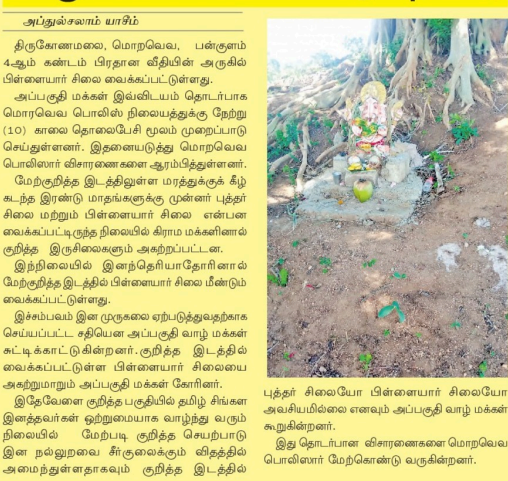 அப்துல்சலாம் யாசீம்
திருகோணமலை, மொறவெவ, பன்குளம்
4ஆம் கண்டம் பிரதான வீதியின் அருகில்
பிள்ளையார் சிலை வைக்கப்பட்டுள்ளது.
அப்பகுதி மக்கள் இவ்விடயம் தொடர்பாக
மொரவெவ பொலிஸ் நிலையத்துக்கு நேற்று
(10) காலை தொலைபேசி மூலம் முறைப்பாடு
செய்துள்ளனர். இதனையடுத்து மொறவெவ
பொலிஸார் விசாரணைகளை ஆரம்பித்துள்ளனர்.
மேற்குறித்த இடத்திலுள்ள மரத்துக்குக் கீழ்
கடந்த இரண்டு மாதங்களுக்கு முன்னர் புத்தர்
சிலை மற்றும் பிள்ளையார் சிலை என்பன
வைக்கப்பட்டிருந்த நிலையில் கிராம மக்களினால்
குறித்த இருசிலைகளும் அகற்றப்பட்டன.
இந்நிலையில் இனந்தெரியாதோரினால்
மேற்குறித்த இடத்தில் பிள்ளையார் சிலை மீண்டும்
வைக்கப்பட்டுள்ளது.
இச்சம்பவம் இன முருகலை ஏற்படுத்துவதற்காக
செய்யப்பட்ட சதியென அப்பகுதி வாழ் மக்கள்
சுட்டிக்காட்டுகின்றனர்.குறித்த இடத்தில்
வைக்கப்பட்டுள்ள பிள்ளையார் சிலையை
அகற்றுமாறும் அப்பகுதி மக்கள் கோரினர்.
இதேவேளை குறித்த பகுதியில் தமிழ் சிங்கள
இனத்தவர்கள் ஒற்றுமையாக வாழ்ந்து வரும்
நிலையில் மேற்படி குறித்த செயற்பாடு
இன நல்லுறவை சீர்குலைக்கும் விதத்தில்
அமைந்துள்ளதாகவும் குறித்த இடத்தில்
புத்தர் சிலையோ பிள்ளையார் சிலையோ
அவசியமில்லை எனவும் அப்பகுதி வாழ் மக்கள்
கூறுகின்றனர்.
இது தொடர்பான விசாரணைகளை மொறவெவ
பொலிஸார் மேற்கொண்டு வருகின்றனர்.